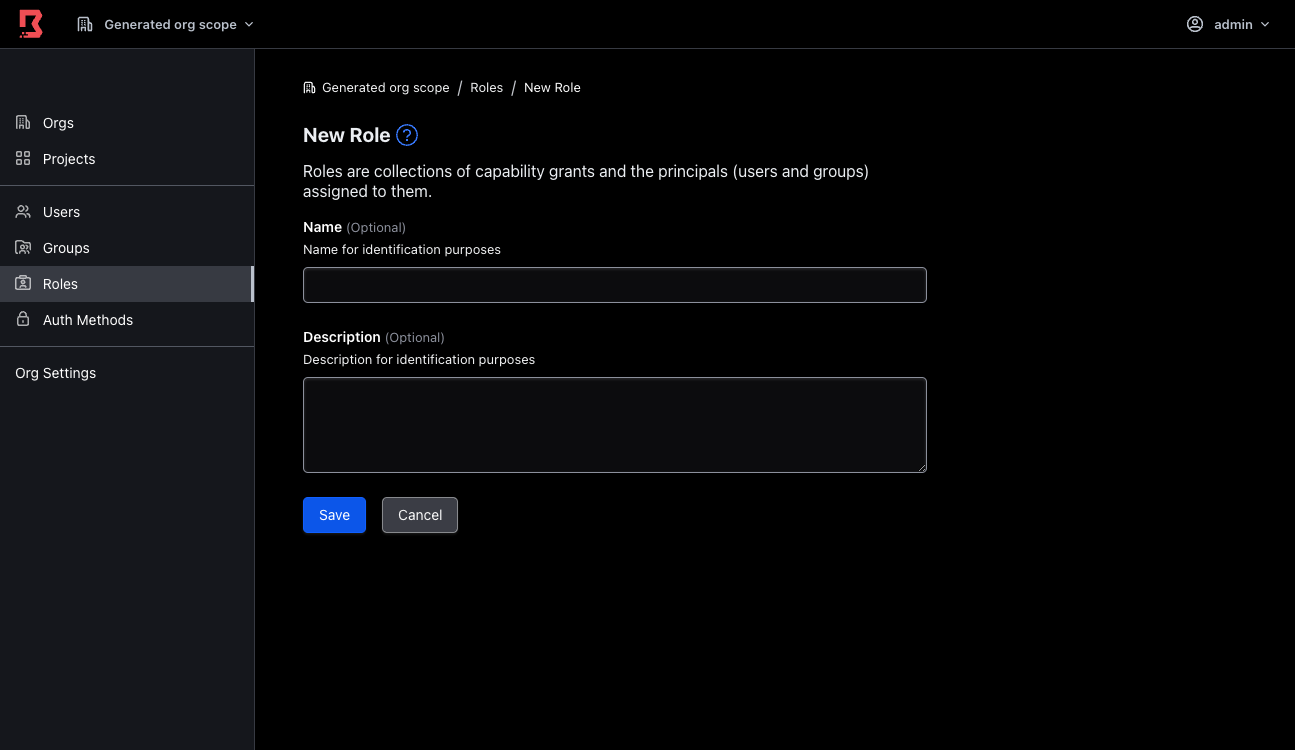 Generated org scope
admin
Orgs
Projects
Users
Groups
Roles
Auth Methods
Org Settings
Generated org scope / Roles / New Role
New Role ?
Roles are collections of capability grants and the principals (users and groups)
assigned to them.
Name (Optional)
Name for identification purposes
Description (Optional)
Description for identification purposes
Save Cancel